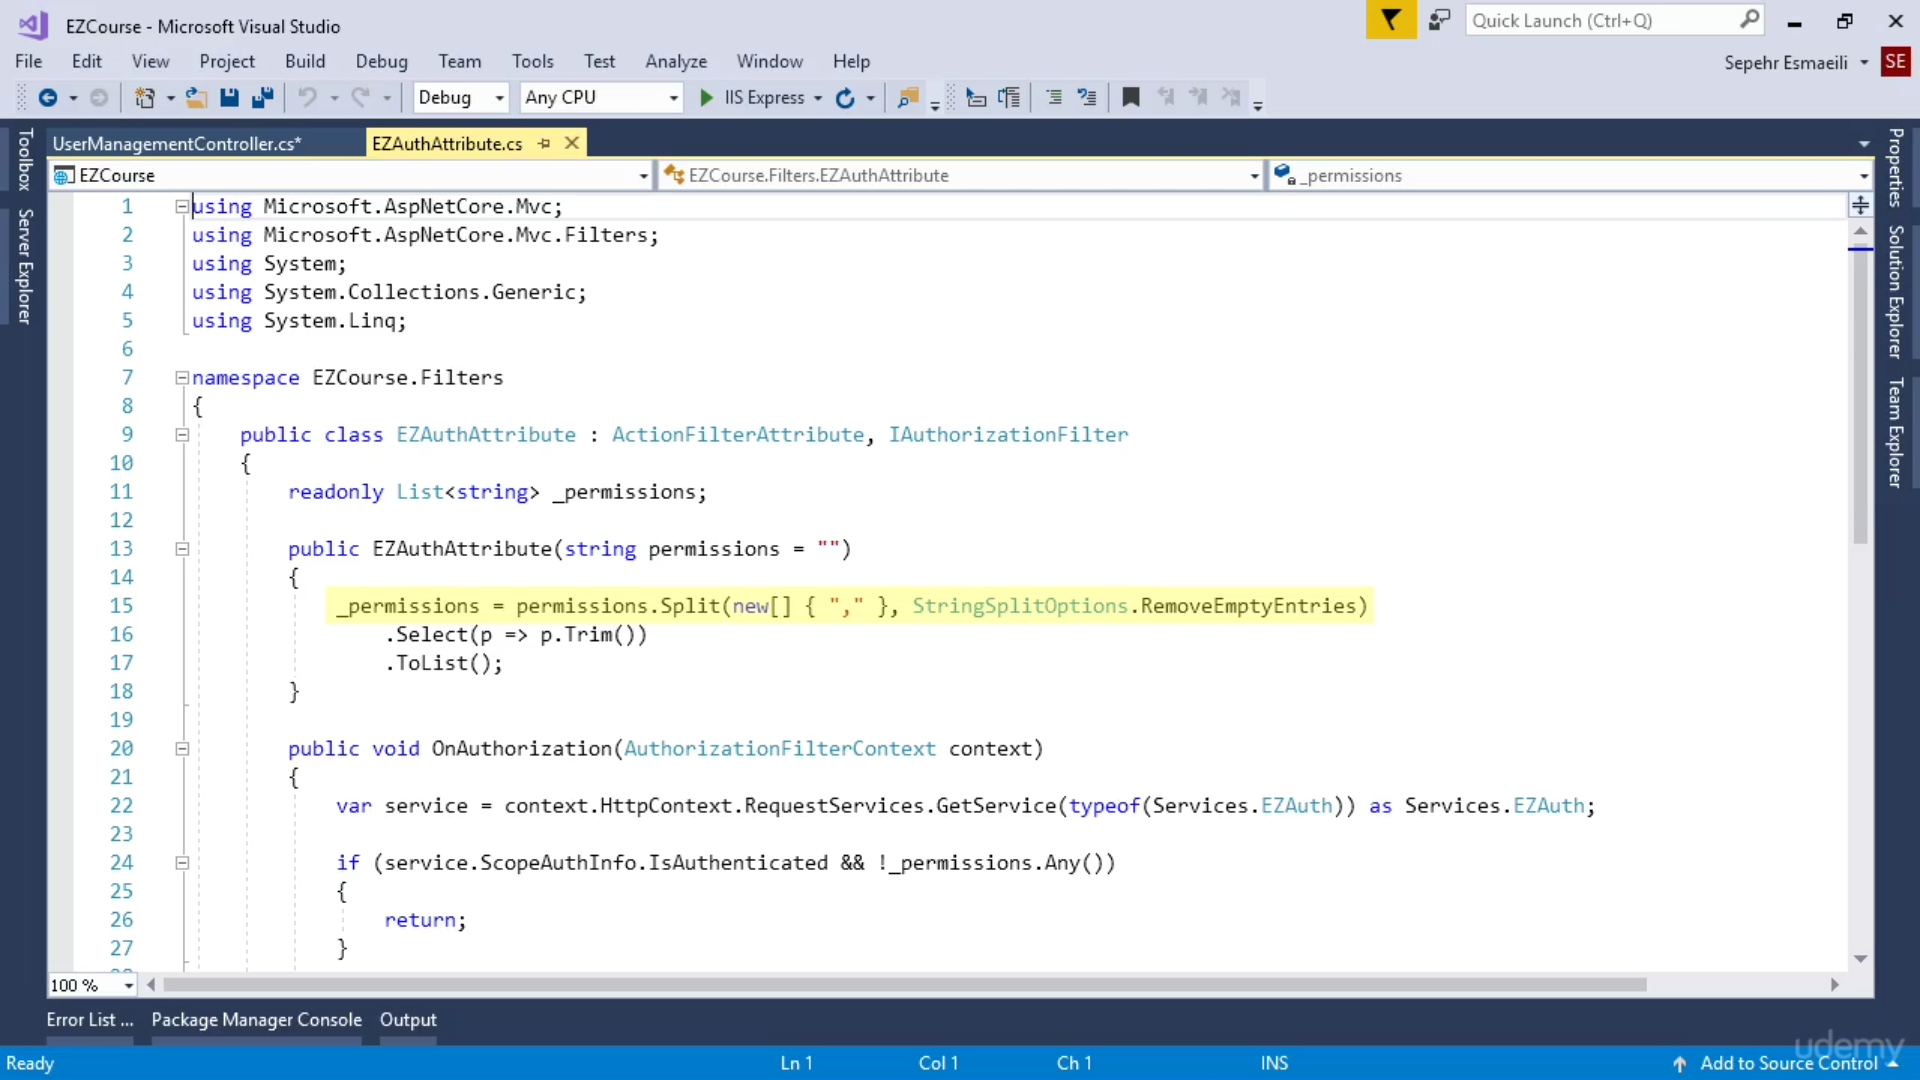 EZCourse - Microsoft Visual Studio
Quick Launch (Ctrl+Q)
File Edit View Project Build Debug Team Tools Test Analyze Window Help
Sepehr Esmaeili SE
Debug Any CPU IIS Express
Toolbox
Server Explorer
UserManagementController.cs* EZAuthAttribute.cs
EZCourse EZCourse.Filters.EZAuthAttribute _permissions
Properties
Solution Explorer
Team Explorer
1 using Microsoft.AspNetCore.Mvc;
2 using Microsoft.AspNetCore.Mvc.Filters;
3 using System;
4 using System.Collections.Generic;
5 using System.Linq;
6
7 namespace EZCourse.Filters
8 {
9 public class EZAuthAttribute : ActionFilterAttribute, IAuthorizationFilter
10 {
11 readonly List<string> _permissions;
12
13 public EZAuthAttribute(string permissions = "")
14 {
15 _permissions = permissions.Split(new[] { "," }, StringSplitOptions.RemoveEmptyEntries)
16 .Select(p => p.Trim())
17 .ToList();
18 }
19
20 public void OnAuthorization(AuthorizationFilterContext context)
21 {
22 var service = context.HttpContext.RequestServices.GetService(typeof(Services.EZAuth)) as Services.EZAuth;
23
24 if (service.ScopeAuthInfo.IsAuthenticated && !_permissions.Any())
25 {
26 return;
27 }
100 %
Error List ... Package Manager Console Output
Ready Ln 1 Col 1 Ch 1 INS Add to Source Control
udemy